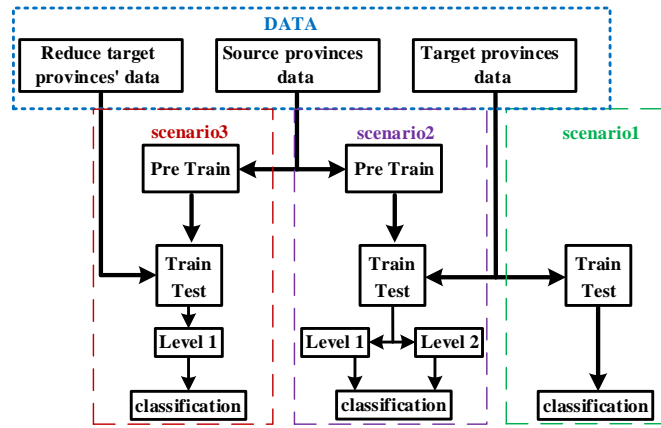 DATA
Reduce target
provinces' data
Source provinces
data
Target provinces
data
scenario3
scenario2
scenario1
Pre Train
Pre Train
Train
Test
Train
Test
Train
Test
Level 1
Level 1
Level 2
classification
classification
classification